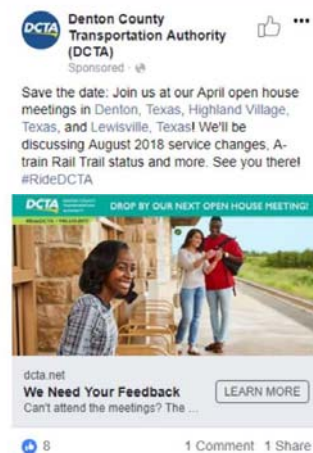 DCTA
Denton County
Transportation Authority
(DCTA)
Sponsored ·
Save the date: Join us at our April open house
meetings in Denton, Texas, Highland Village,
Texas, and Lewisville, Texas! We'll be
discussing August 2018 service changes, A-
train Rail Trail status and more. See you there!
#RideDCTA
DCTA DROP BY OUR NEXT OPEN HOUSE MEETING!
dcta.net
We Need Your Feedback
LEARN MORE
Can't attend the meetings? The ...
8
1 Comment 1 Share